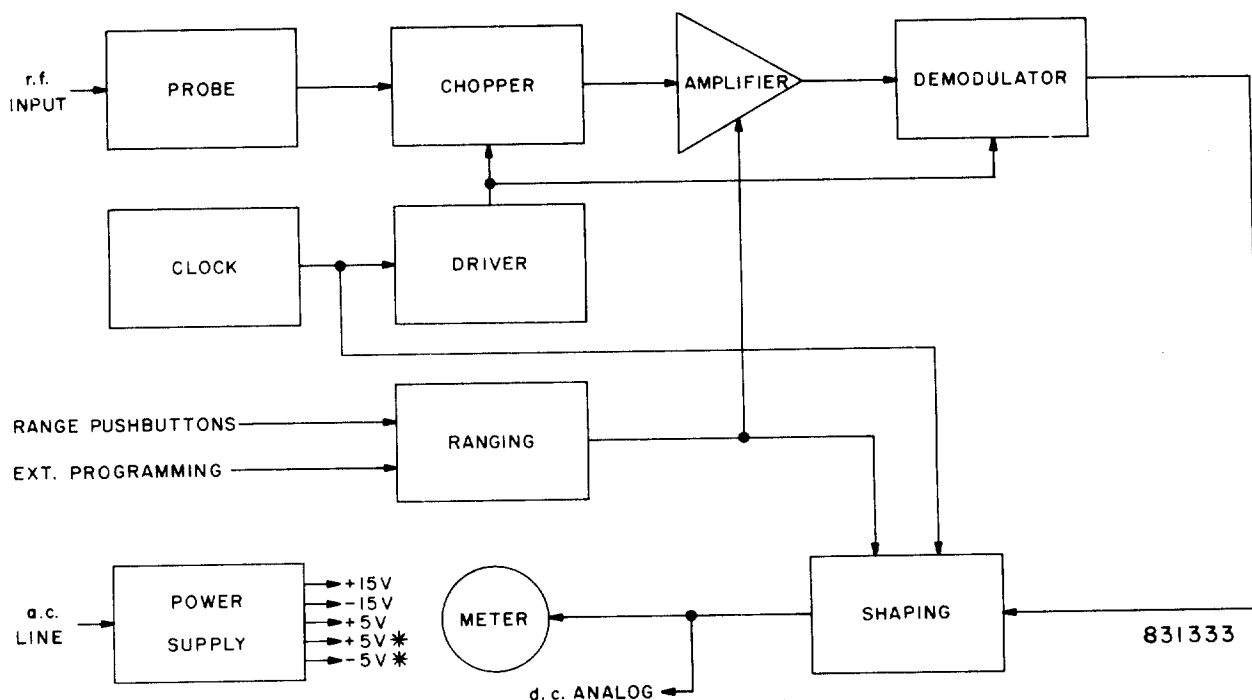 r.f.
INPUT
PROBE
CHOPPER
AMPLIFIER
DEMODULATOR
CLOCK
DRIVER
RANGE PUSHBUTTONS
EXT. PROGRAMMING
RANGING
a.c.
LINE
POWER
SUPPLY
+15V
-15V
+5V
+5V*
-5V*
METER
SHAPING
831333
d.c. ANALOG